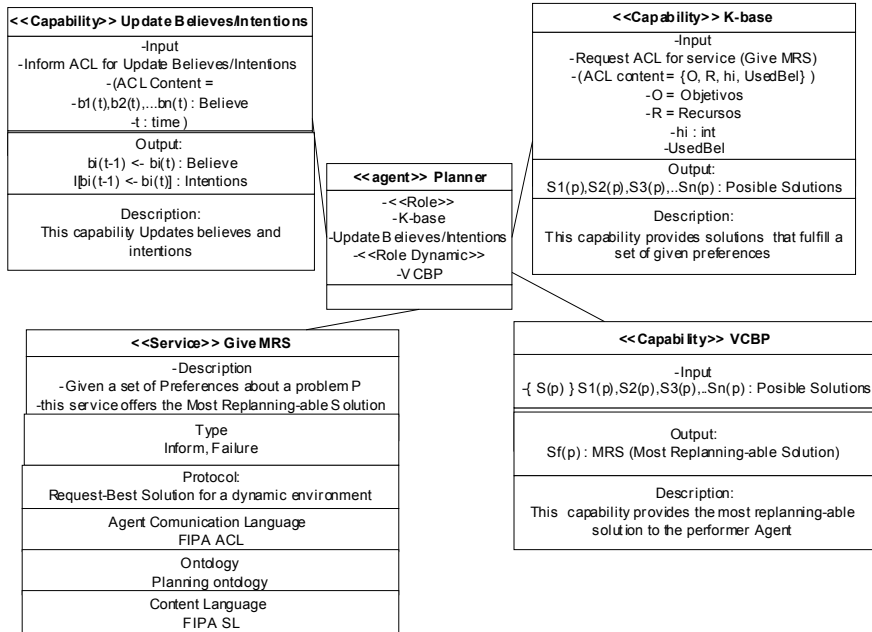 <<Capability>> Update Believes/Intentions
-Input
-Inform ACL for Update Believes/Intentions
-(ACL Content =
-b1(t),b2(t),...bn(t) : Believe
-t : time )
Output:
bi(t-1) <- bi(t) : Believe
I[bi(t-1) <- bi(t)] : Intentions
Description:
This capability Updates believes and
intentions
<<Capability>> K-base
-Input
-Request ACL for service (Give MRS)
-(ACL content = {O, R, hi, UsedBel} )
-O = Objetivos
-R = Recursos
-hi : int
-UsedBel
Output:
S1(p),S2(p),S3(p),..Sn(p) : Posible Solutions
Description:
This capability provides solutions that fulfill a
set of given preferences
<<agent>> Planner
-<<Role>>
-K-base
-Update Believes/Intentions
-<<Role Dynamic>>
-VCBP
<<Service>> Give MRS
-Description
-Given a set of Preferences about a problem P
-this service offers the Most Replanning-able Solution
Type
Inform, Failure
Protocol:
Request-Best Solution for a dynamic environment
Agent Comunication Language
FIPA ACL
Ontology
Planning ontology
Content Language
FIPA SL
<<Capability>> VCBP
-Input
-{ S(p) } S1(p),S2(p),S3(p),..Sn(p) : Posible Solutions
Output:
Sf(p) : MRS (Most Replanning-able Solution)
Description:
This capability provides the most replanning-able
solution to the performer Agent